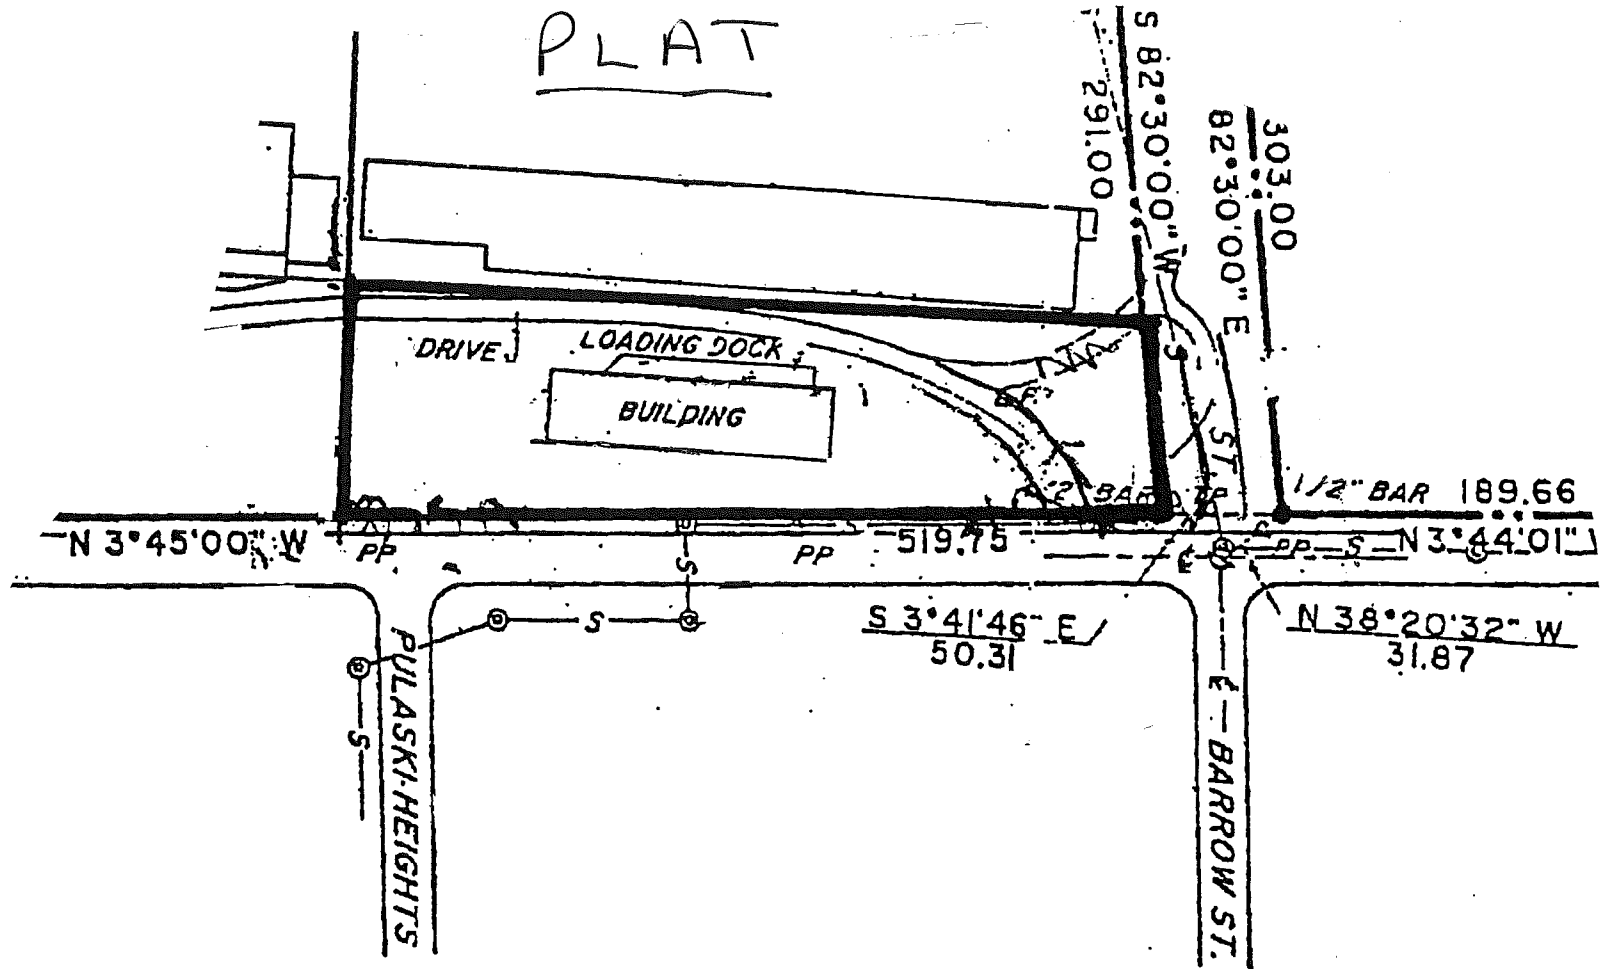 PLAT
S 82°30'00" W
291.00
303.00
82°30'00" E
DRIVE
LOADING DOCK
BUILDING
ST.
BAR
1/2" BAR
189.66
N 3°45'00" W
PP
PP
519.75
PP
S
N 3°44'01"
S
S
S 3°41'46" E
50.31
N 38°20'32" W
31.87
S
PULASKI HEIGHTS
BARROW ST.